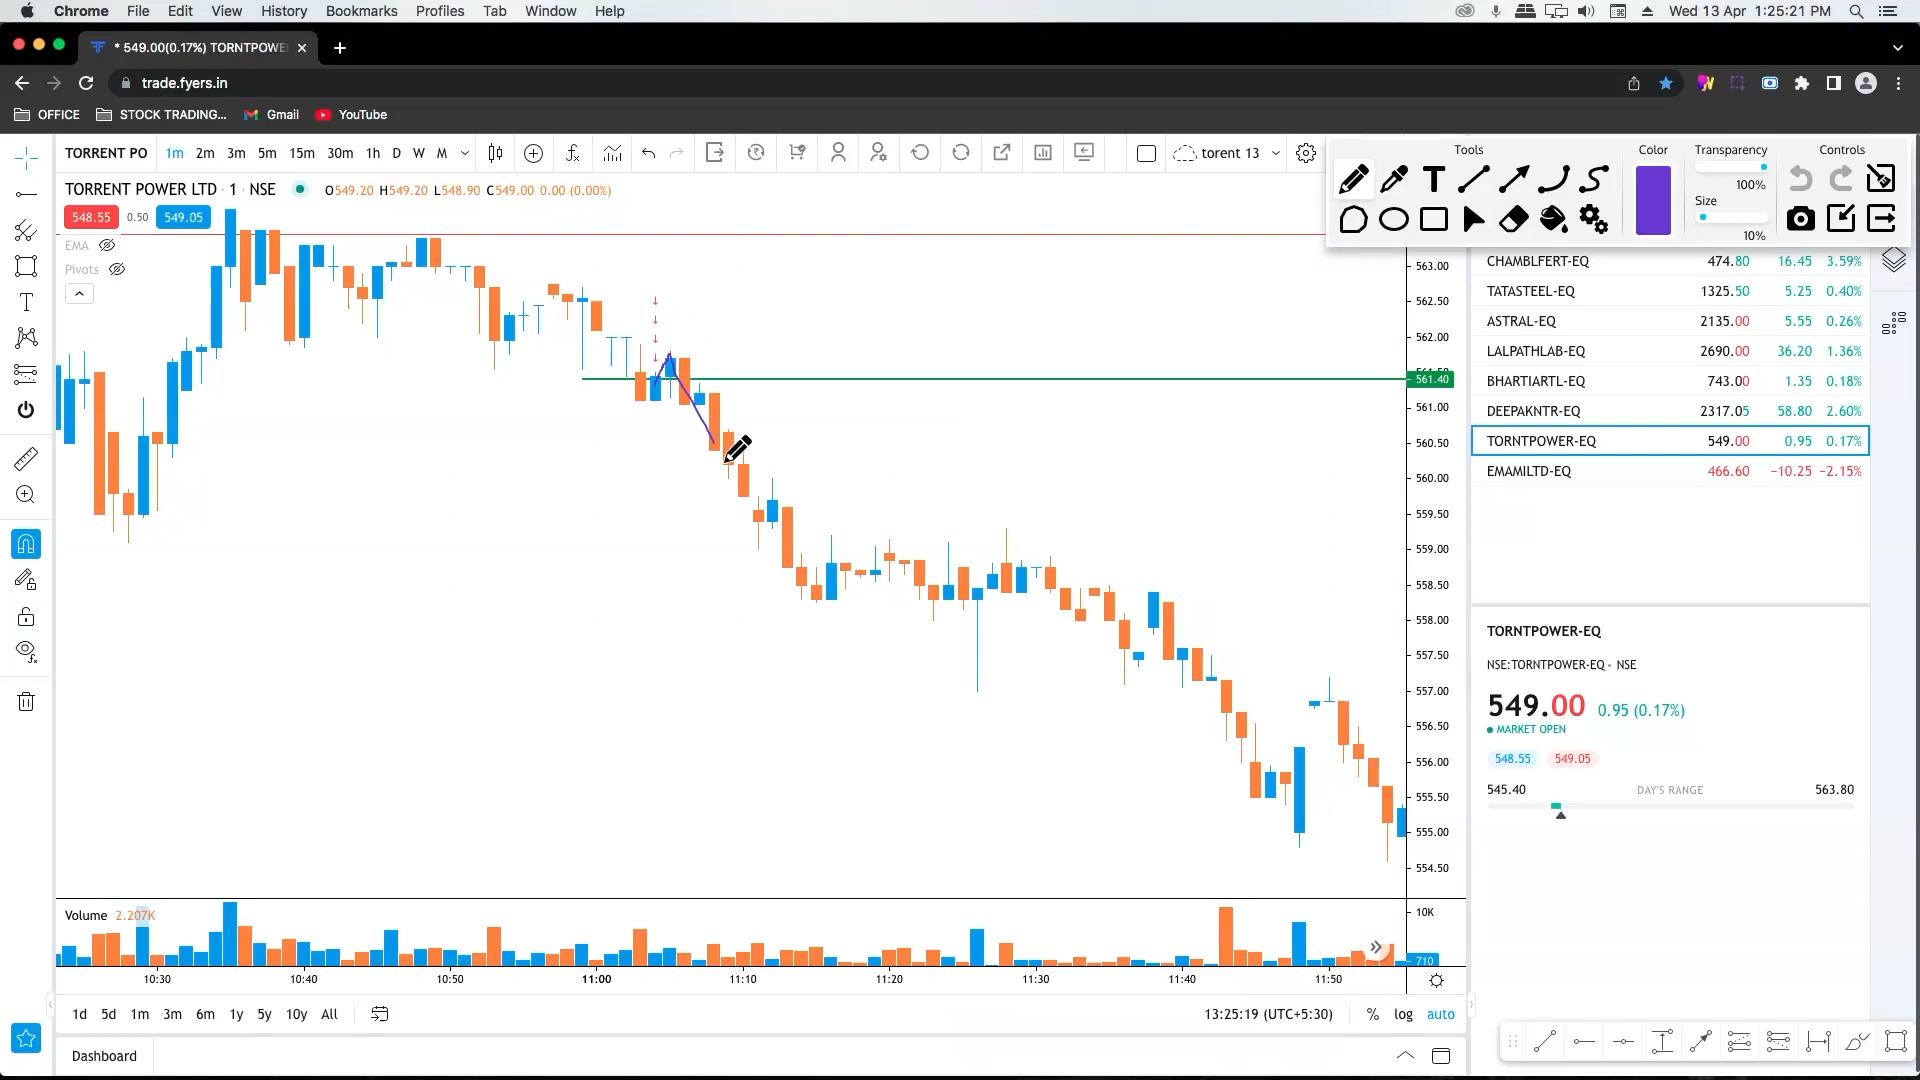 Chrome File Edit View History Bookmarks Profiles Tab Window Help Wed 13 Apr 1:25:21 PM
* 549.00(0.17%) TORNTPOWE
trade.fyers.in
OFFICE STOCK TRADING... Gmail YouTube
TORRENT PO 1m 2m 3m 5m 15m 30m 1h D W M torent 13
Tools Color Transparency Controls
100%
Size
10%
TORRENT POWER LTD · 1 · NSE O549.20 H549.20 L548.90 C549.00 0.00 (0.00%)
548.55 0.50 549.05
EMA
Pivots
563.00
562.50
562.00
561.40
561.00
560.50
560.00
559.50
559.00
558.50
558.00
557.50
557.00
556.50
556.00
555.50
555.00
554.50
Volume 2.207K
10K
710
10:30 10:40 10:50 11:00 11:10 11:20 11:30 11:40 11:50
1d 5d 1m 3m 6m 1y 5y 10y All 13:25:19 (UTC+5:30) % log auto
Dashboard
CHAMBLFERT-EQ 474.80 16.45 3.59%
TATASTEEL-EQ 1325.50 5.25 0.40%
ASTRAL-EQ 2135.00 5.55 0.26%
LALPATHLAB-EQ 2690.00 36.20 1.36%
BHARTIARTL-EQ 743.00 1.35 0.18%
DEEPAKNTR-EQ 2317.05 58.80 2.60%
TORNTPOWER-EQ 549.00 0.95 0.17%
EMAMILTD-EQ 466.60 −10.25 −2.15%
TORNTPOWER-EQ
NSE:TORNTPOWER-EQ • NSE
549.00 0.95 (0.17%)
MARKET OPEN
548.55 549.05
545.40 DAY'S RANGE 563.80